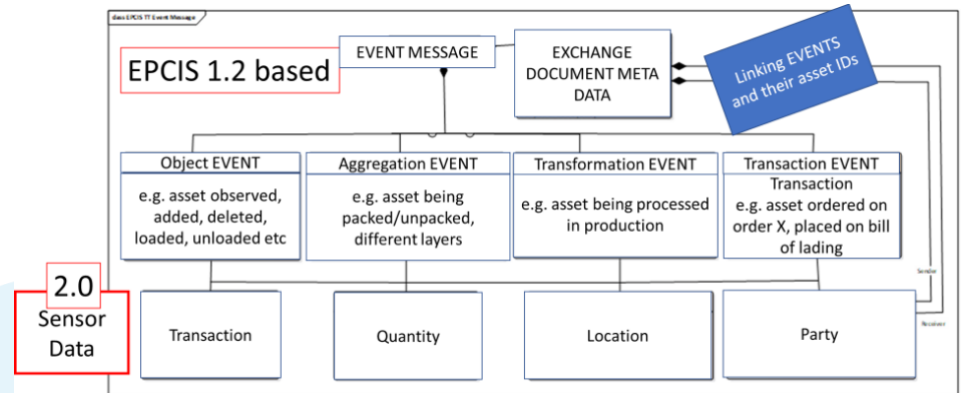 class EPCIS TT Event Message
EPCIS 1.2 based
EVENT MESSAGE
EXCHANGE
DOCUMENT META
DATA
Linking EVENTS
and their asset IDs
Object EVENT
e.g. asset observed,
added, deleted,
loaded, unloaded etc
Aggregation EVENT
e.g. asset being
packed/unpacked,
different layers
Transformation EVENT
e.g. asset being processed
in production
Transaction EVENT
Transaction
e.g. asset ordered on
order X, placed on bill
of lading
Sender
Receiver
2.0
Sensor
Data
Transaction
Quantity
Location
Party